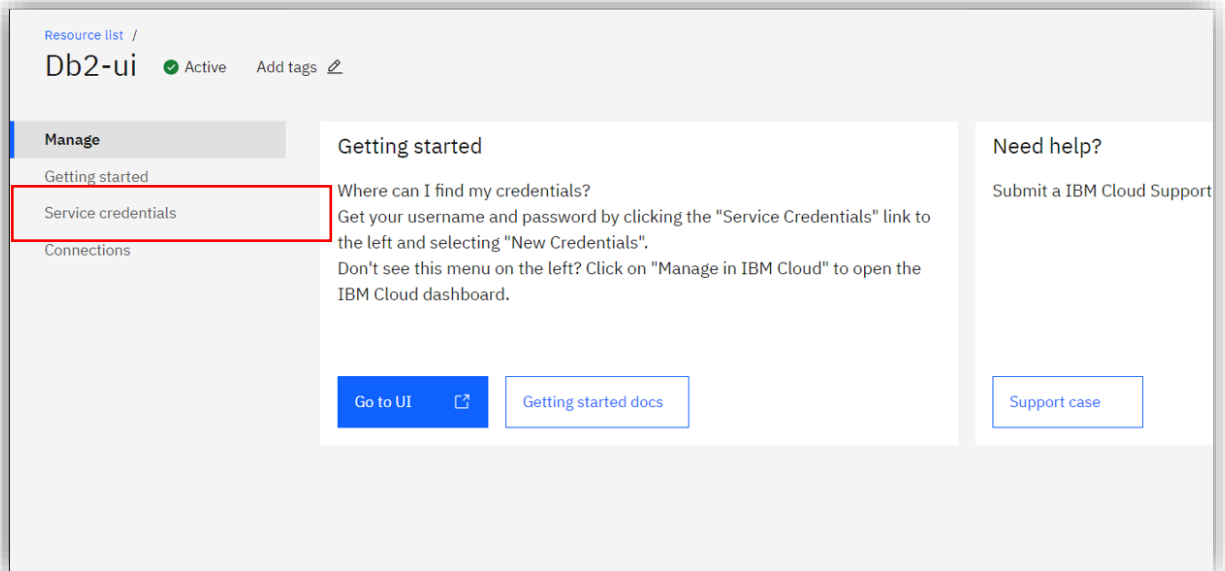 Resource list /
Db2-ui Active Add tags
Manage
Getting started
Service credentials
Connections
Getting started
Where can I find my credentials?
Get your username and password by clicking the "Service Credentials" link to
the left and selecting "New Credentials".
Don't see this menu on the left? Click on "Manage in IBM Cloud" to open the
IBM Cloud dashboard.
Go to UI
Getting started docs
Need help?
Submit a IBM Cloud Support
Support case